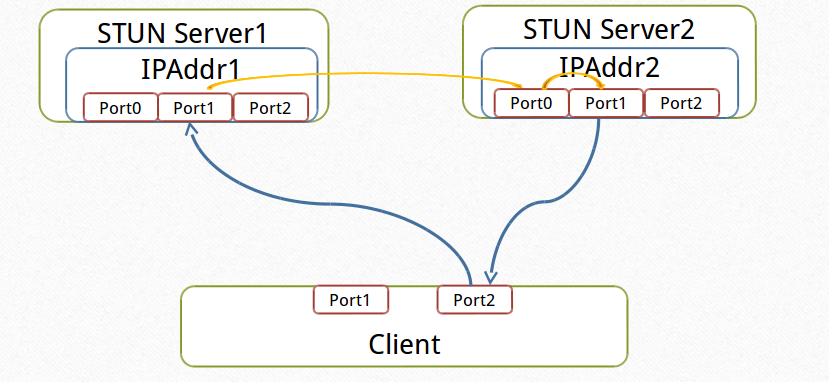 STUN Server1
IPAddr1
Port0 Port1 Port2
STUN Server2
IPAddr2
Port0 Port1 Port2
Port1 Port2
Client